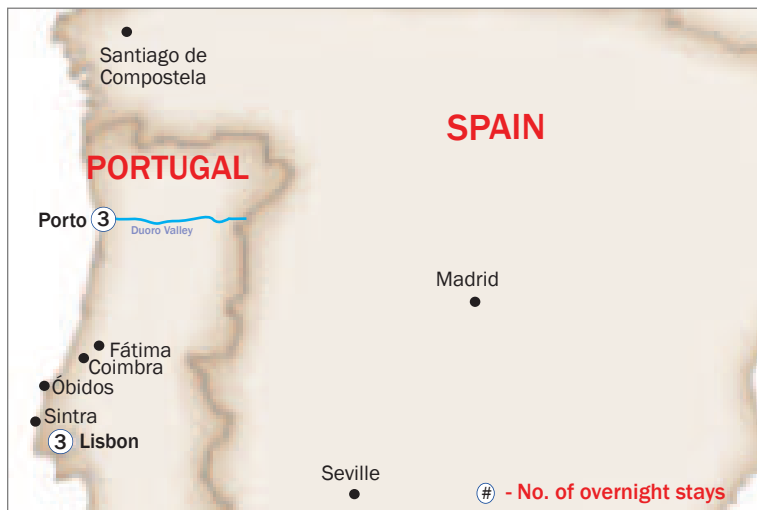 Santiago de
Compostela
SPAIN
PORTUGAL
Porto 3
Duoro Valley
Madrid
Fátima
Coimbra
Óbidos
Sintra
3 Lisbon
Seville
# - No. of overnight stays